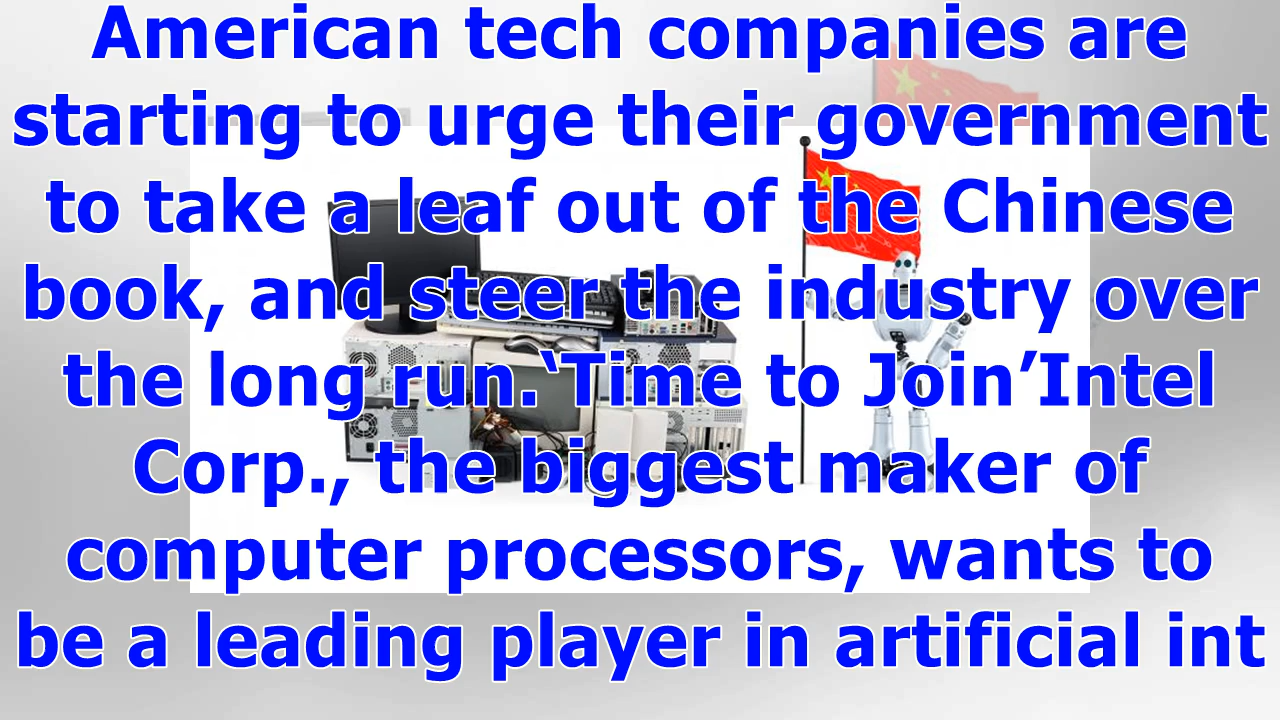 American tech companies are
starting to urge their government
to take a leaf out of the Chinese
book, and steer the industry over
the long run.‘Time to Join’Intel
Corp., the biggest maker of
computer processors, wants to
be a leading player in artificial int